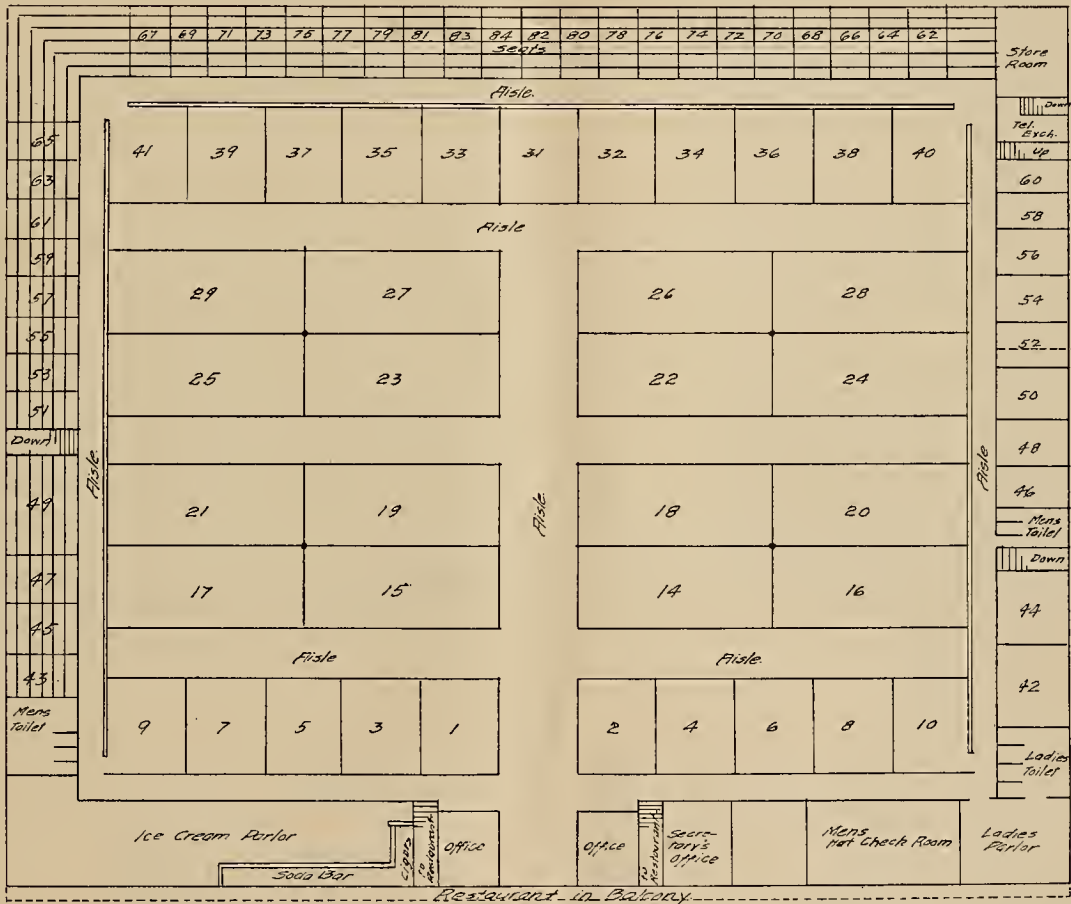 67 69 71 73 75 77 79 81 83 84 82 80 78 76 74 72 70 68 66 64 62
Seats
Store
Room
Aisle.
Down
Tel.
Exch.
Up
65
63
61
59
57
55
53
51
Down
49
47
45
43
Mens
Toilet
41 39 37 35 33 31 32 34 36 38 40
Aisle
29 27 26 28
25 23 22 24
Aisle.
Aisle.
Aisle
21 19 18 20
17 15 14 16
Aisle
Aisle.
9 7 5 3 1 2 4 6 8 10
60
58
56
54
52
50
48
46
Mens
Toilet
Down
44
42
Ladies
Toilet
Ice Cream Parlor
Soda Bar
Cigars
To
Restaurant
Office
Office
To
Restaurant
Secre-
tary's
Office
Mens
Hat Check Room
Ladies
Parlor
Restaurant in Balcony